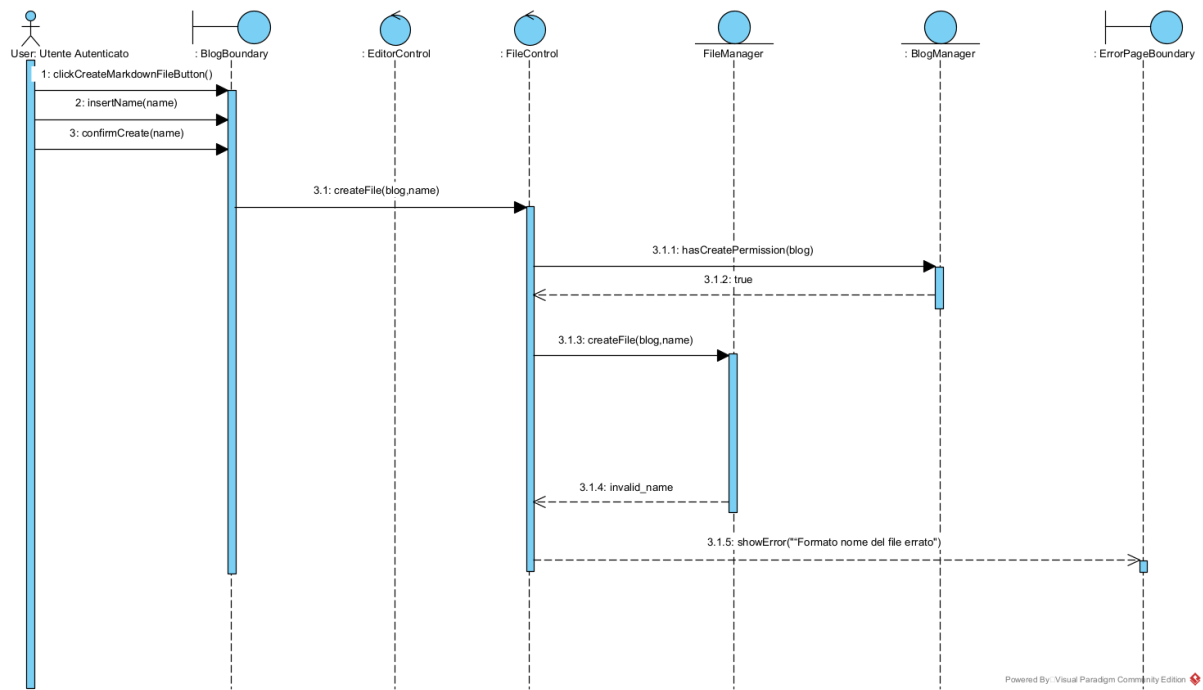 User: Utente Autenticato
: BlogBoundary
: EditorControl
: FileControl
FileManager
: BlogManager
: ErrorPageBoundary
1: clickCreateMarkdownFileButton()
2: insertName(name)
3: confirmCreate(name)
3.1: createFile(blog,name)
3.1.1: hasCreatePermission(blog)
3.1.2: true
3.1.3: createFile(blog,name)
3.1.4: invalid_name
3.1.5: showError("“Formato nome del file errato")
Powered By: Visual Paradigm Community Edition